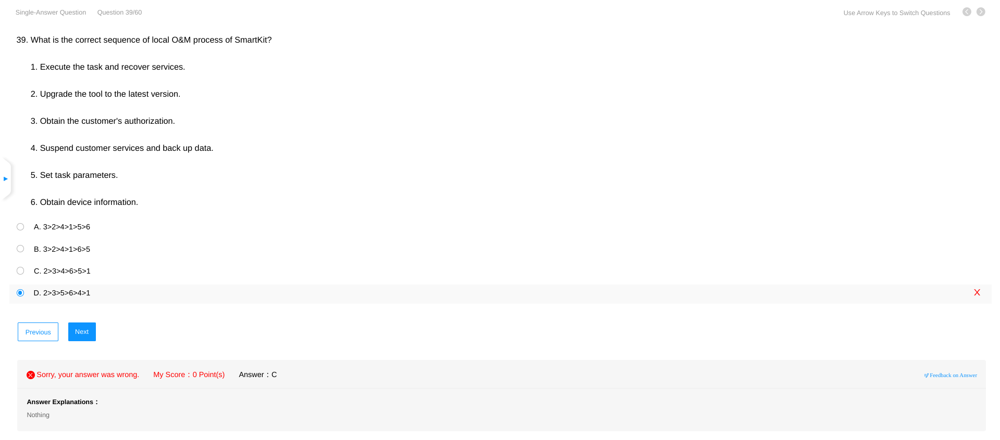 Single-Answer Question Question 39/60 Use Arrow Keys to Switch Questions
39. What is the correct sequence of local O&M process of SmartKit?
1. Execute the task and recover services.
2. Upgrade the tool to the latest version.
3. Obtain the customer's authorization.
4. Suspend customer services and back up data.
5. Set task parameters.
6. Obtain device information.
A. 3>2>4>1>5>6
B. 3>2>4>1>6>5
C. 2>3>4>6>5>1
D. 2>3>5>6>4>1
Previous Next
Sorry, your answer was wrong. My Score：0 Point(s) Answer：C Feedback on Answer
Answer Explanations：
Nothing